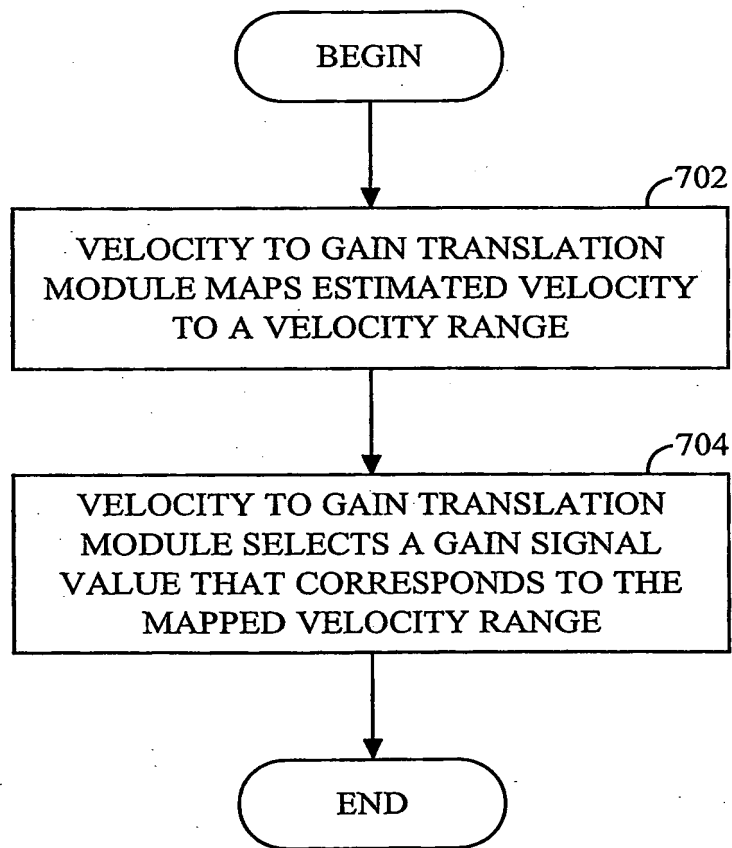 BEGIN
702
VELOCITY TO GAIN TRANSLATION
MODULE MAPS ESTIMATED VELOCITY
TO A VELOCITY RANGE
704
VELOCITY TO GAIN TRANSLATION
MODULE SELECTS A GAIN SIGNAL
VALUE THAT CORRESPONDS TO THE
MAPPED VELOCITY RANGE
END